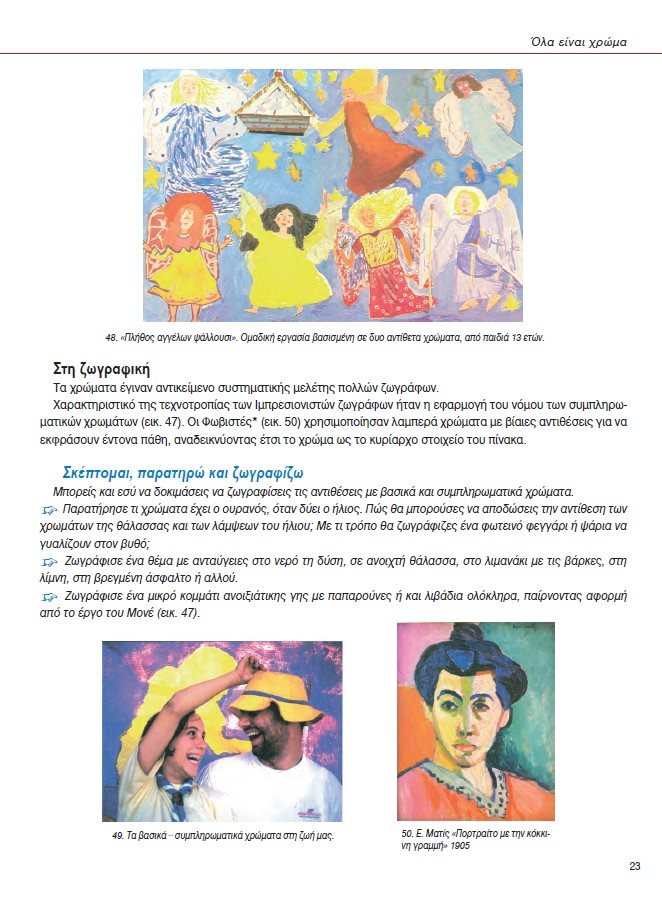 Όλα είναι χρώμα
48. «Πλήθος αγγέλων ψάλλουσι». Ομαδική εργασία βασισμένη σε δυο αντίθετα χρώματα, από παιδιά 13 ετών.
Στη ζωγραφική
Τα χρώματα έγιναν αντικείμενο συστηματικής μελέτης πολλών ζωγράφων.
Χαρακτηριστικό της τεχνοτροπίας των Ιμπρεσιονιστών ζωγράφων ήταν η εφαρμογή του νόμου των συμπληρω-
ματικών χρωμάτων (εικ. 47). Οι Φωβιστές* (εικ. 50) χρησιμοποίησαν λαμπερά χρώματα με βίαιες αντιθέσεις για να
εκφράσουν έντονα πάθη, αναδεικνύοντας έτσι το χρώμα ως το κυρίαρχο στοιχείο του πίνακα.
Σκέπτομαι, παρατηρώ και ζωγραφίζω
Μπορείς και εσύ να δοκιμάσεις να ζωγραφίσεις τις αντιθέσεις με βασικά και συμπληρωματικά χρώματα.
Παρατήρησε τι χρώματα έχει ο ουρανός, όταν δύει ο ήλιος. Πώς θα μπορούσες να αποδώσεις την αντίθεση των
χρωμάτων της θάλασσας και των λάμψεων του ήλιου; Με τι τρόπο θα ζωγράφιζες ένα φωτεινό φεγγάρι ή ψάρια να
γυαλίζουν στον βυθό;
Ζωγράφισε ένα θέμα με ανταύγειες στο νερό τη δύση, σε ανοιχτή θάλασσα, στο λιμανάκι με τις βάρκες, στη
λίμνη, στη βρεγμένη άσφαλτο ή αλλού.
Ζωγράφισε ένα μικρό κομμάτι ανοιξιάτικης γης με παπαρούνες ή και λιβάδια ολόκληρα, παίρνοντας αφορμή
από το έργο του Μονέ (εικ. 47).
49. Τα βασικά – συμπληρωματικά χρώματα στη ζωή μας.
50. Ε. Ματίς «Πορτραίτο με την κόκκι-
νη γραμμή» 1905
23